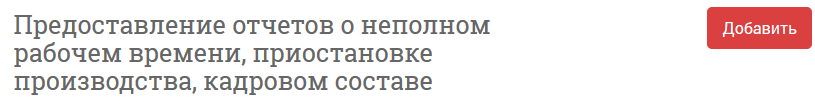 Предоставление отчетов о неполном
рабочем времени, приостановке
производства, кадровом составе
Добавить